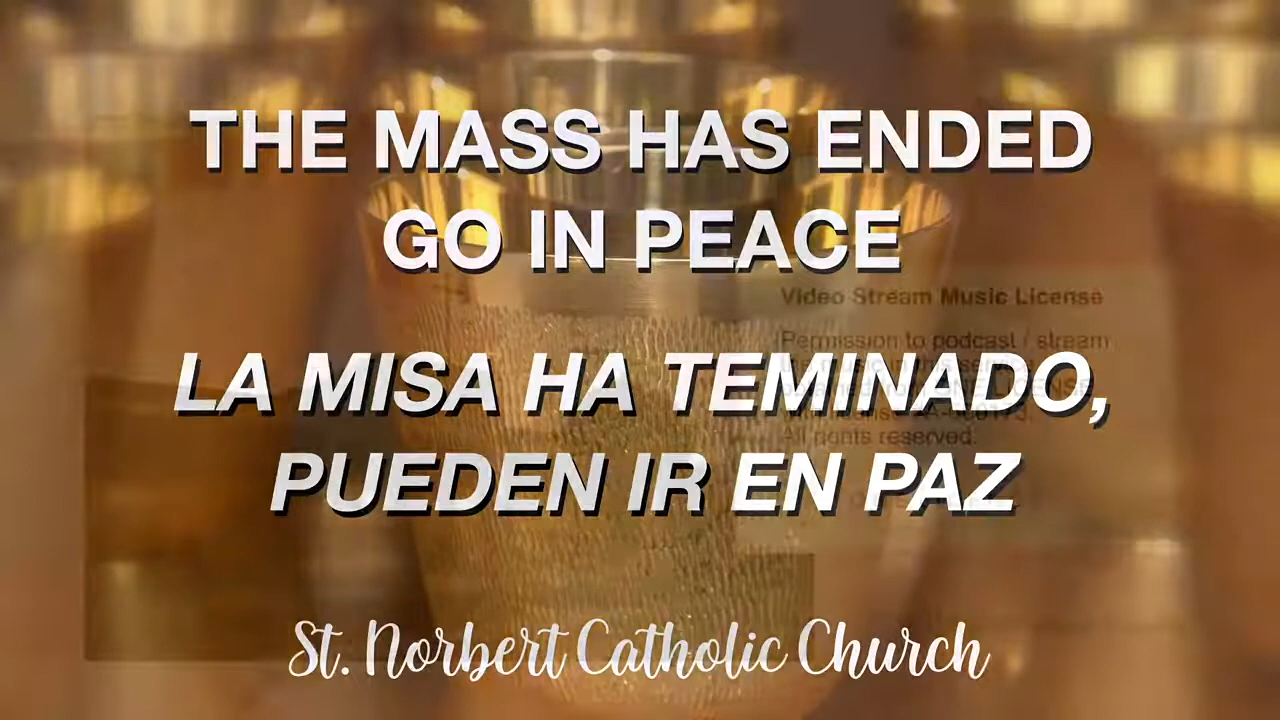 THE MASS HAS ENDED
GO IN PEACE
Video Stream Music License
Permission to podcast / stream
LA MISA HA TEMINADO,
All rights reserved.
PUEDEN IR EN PAZ
St. Norbert Catholic Church